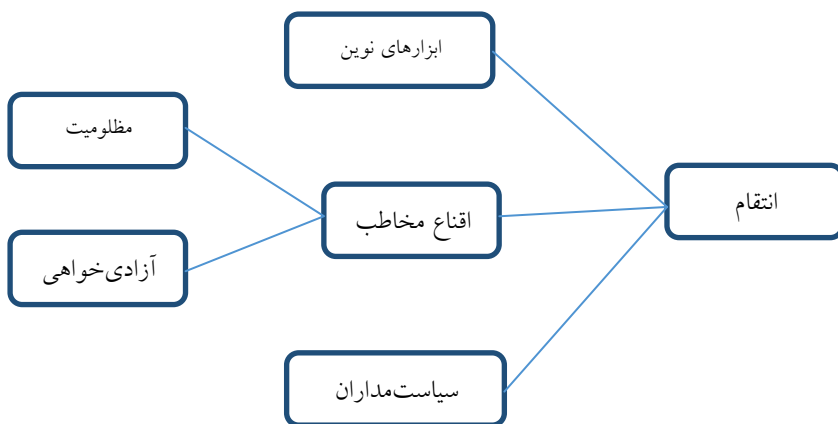 ابزارهای نوین
مظلومیت
انتقام
اقناع مخاطب
آزادی‌خواهی
سیاست‌مداران